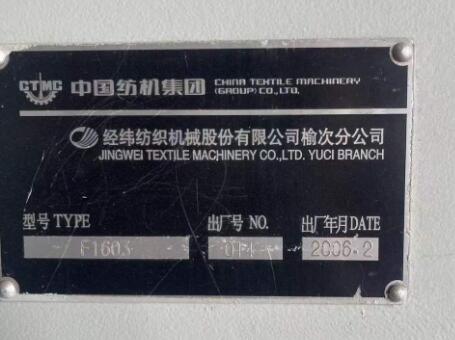 CTMC 中国纺机集团 CHINA TEXTILE MACHINERY
(GROUP) CO., LTD.
经纬纺织机械股份有限公司榆次分公司
JINGWEI TEXTILE MACHINERY CO., LTD. YUCI BRANCH
型号 TYPE 出厂号 NO. 出厂年月 DATE
F1603 2006.2